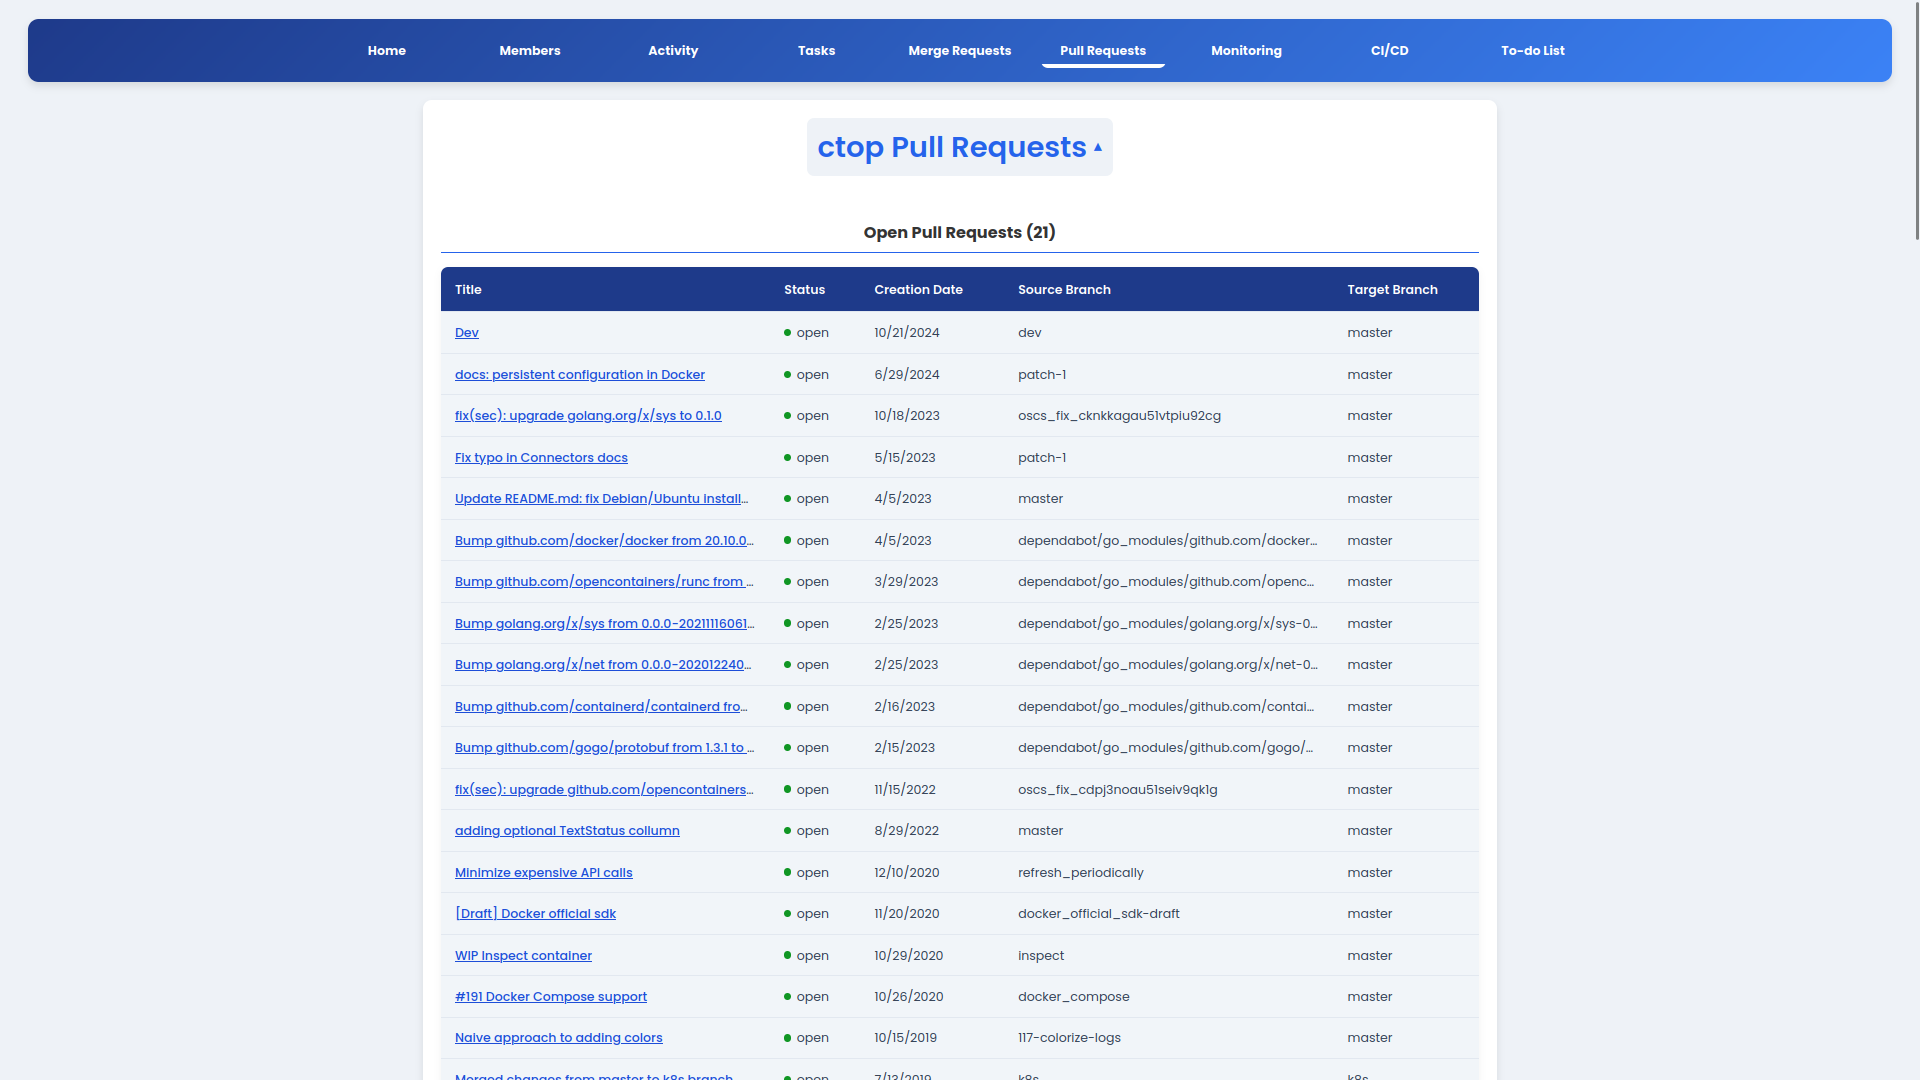 Home Members Activity Tasks Merge Requests Pull Requests Monitoring CI/CD To-do List
ctop Pull Requests ▲
Open Pull Requests (21)
Title Status Creation Date Source Branch Target Branch
Dev open 10/21/2024 dev master
docs: persistent configuration in Docker open 6/29/2024 patch-1 master
fix(sec): upgrade golang.org/x/sys to 0.1.0 open 10/18/2023 oscs_fix_cknkkagau51vtpiu92cg master
Fix typo in Connectors docs open 5/15/2023 patch-1 master
Update README.md: fix Debian/Ubuntu install… open 4/5/2023 master master
Bump github.com/docker/docker from 20.10.0… open 4/5/2023 dependabot/go_modules/github.com/docker… master
Bump github.com/opencontainers/runc from … open 3/29/2023 dependabot/go_modules/github.com/openc… master
Bump golang.org/x/sys from 0.0.0-20211116061… open 2/25/2023 dependabot/go_modules/golang.org/x/sys-0… master
Bump golang.org/x/net from 0.0.0-202012240… open 2/25/2023 dependabot/go_modules/golang.org/x/net-0… master
Bump github.com/containerd/containerd fro… open 2/16/2023 dependabot/go_modules/github.com/contai… master
Bump github.com/gogo/protobuf from 1.3.1 to … open 2/15/2023 dependabot/go_modules/github.com/gogo/… master
fix(sec): upgrade github.com/opencontainers… open 11/15/2022 oscs_fix_cdpj3noau51seiv9qk1g master
adding optional TextStatus collumn open 8/29/2022 master master
Minimize expensive API calls open 12/10/2020 refresh_periodically master
[Draft] Docker official sdk open 11/20/2020 docker_official_sdk-draft master
WIP Inspect container open 10/29/2020 inspect master
#191 Docker Compose support open 10/26/2020 docker_compose master
Naive approach to adding colors open 10/15/2019 117-colorize-logs master
Merged changes from master to k8s branch open 7/13/2019 k8s k8s